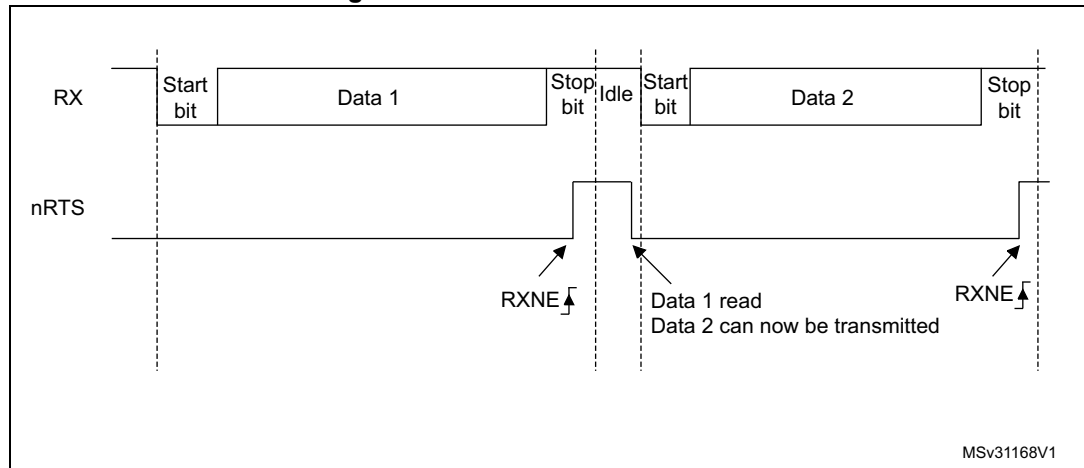 RX
Start
bit
Data 1
Stop
bit
Idle
Start
bit
Data 2
Stop
bit
nRTS
RXNE
Data 1 read
Data 2 can now be transmitted
RXNE
MSv31168V1